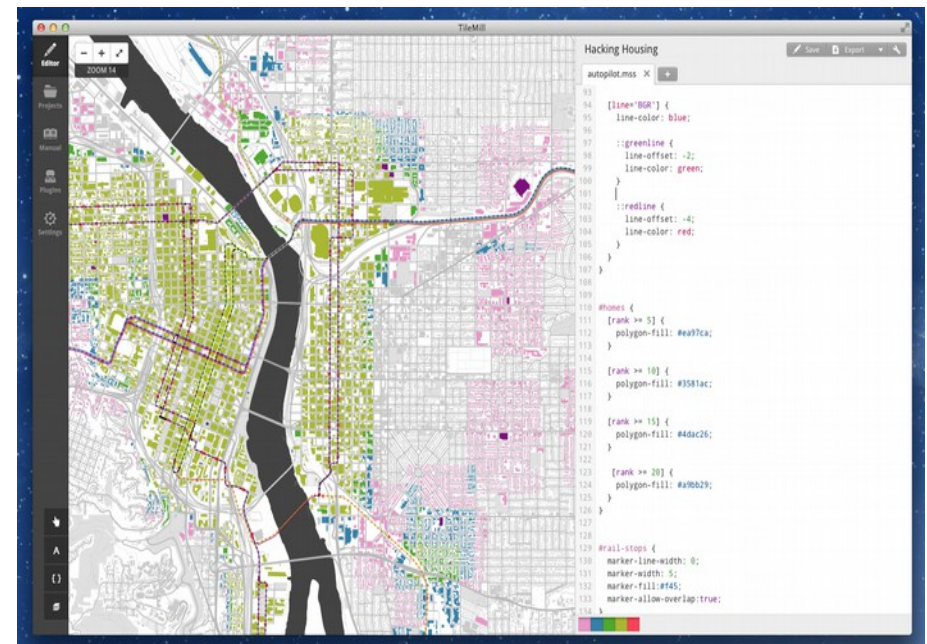 TileMill
Editor
Projects
Manual
Plugins
Settings
- +
ZOOM 14
Hacking Housing
Save Export
autopilot.mss × +
93
94 [line='BGR'] {
95 line-color: blue;
96
97 ::greenline {
98 line-offset: -2;
99 line-color: green;
100 }
101
102 ::redline {
103 line-offset: -4;
104 line-color: red;
105 }
106 }
107 }
108
109
110 #homes {
111 [rank >= 5] {
112 polygon-fill: #ea97ca;
113 }
114
115 [rank >= 10] {
116 polygon-fill: #3581ac;
117 }
118
119 [rank >= 15] {
120 polygon-fill: #4dac26;
121 }
122
123 [rank >= 20] {
124 polygon-fill: #a9bb29;
125 }
126 }
127
128
129 #rail-stops {
130 marker-line-width: 0;
131 marker-width: 5;
132 marker-fill:#f45;
133 marker-allow-overlap:true;
134 }
A
{}